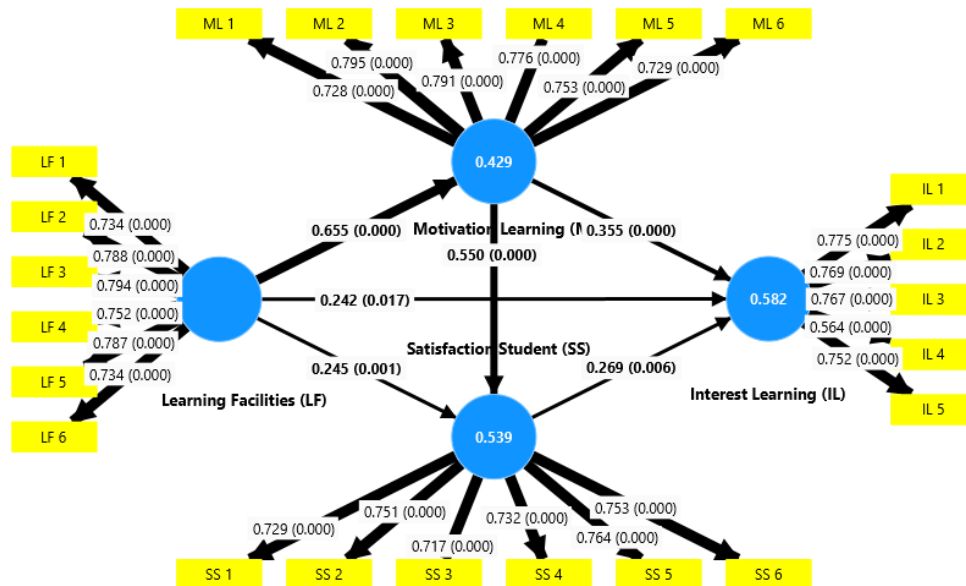 ML 1
ML 2
ML 3
ML 4
ML 5
ML 6
0.728 (0.000)
0.795 (0.000)
0.791 (0.000)
0.776 (0.000)
0.753 (0.000)
0.729 (0.000)
0.429
Motivation Learning (M
LF 1
LF 2
LF 3
LF 4
LF 5
LF 6
0.734 (0.000)
0.788 (0.000)
0.794 (0.000)
0.752 (0.000)
0.787 (0.000)
0.734 (0.000)
Learning Facilities (LF)
0.655 (0.000)
0.550 (0.000)
0.355 (0.000)
0.242 (0.017)
0.245 (0.001)
0.269 (0.006)
Satisfaction Student (SS)
0.539
0.582
Interest Learning (IL)
0.775 (0.000)
0.769 (0.000)
0.767 (0.000)
0.564 (0.000)
0.752 (0.000)
IL 1
IL 2
IL 3
IL 4
IL 5
0.729 (0.000)
0.751 (0.000)
0.717 (0.000)
0.732 (0.000)
0.764 (0.000)
0.753 (0.000)
SS 1
SS 2
SS 3
SS 4
SS 5
SS 6